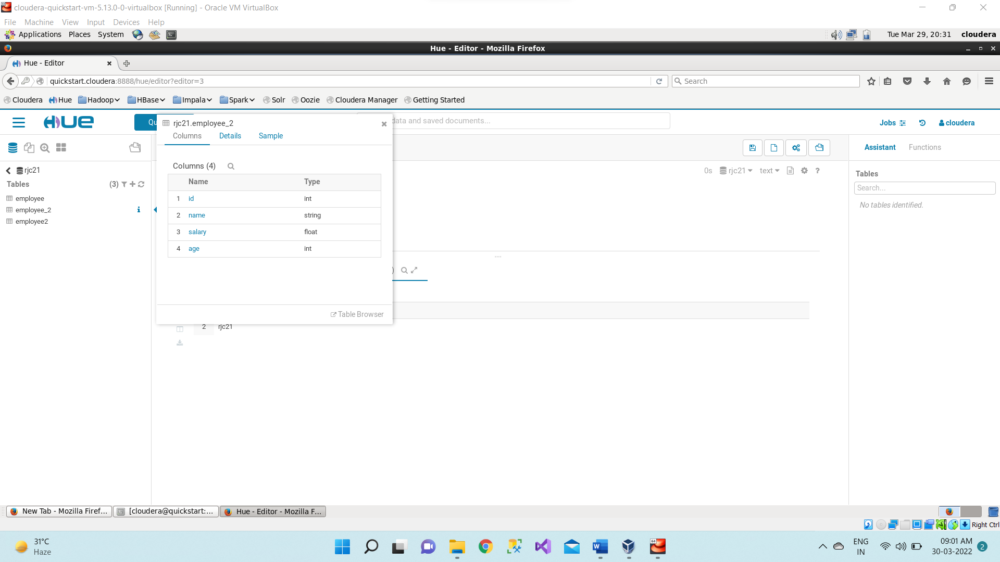 cloudera-quickstart-vm-5.13.0-0-virtualbox [Running] - Oracle VM VirtualBox
File Machine View Input Devices Help
Applications Places System Tue Mar 29, 20:31 cloudera
Hue - Editor - Mozilla Firefox
Hue - Editor
quickstart.cloudera:8888/hue/editor?editor=3 Search
Cloudera Hue Hadoop HBase Impala Spark Solr Oozie Cloudera Manager Getting Started
HUE Qu data and saved documents... Jobs cloudera
rjc21.employee_2
Columns Details Sample
Assistant Functions
rjc21
Tables (3)
employee
employee_2
employee2
Columns (4)
Name Type
1 id int
2 name string
3 salary float
4 age int
Table Browser
0s rjc21 text ?
)
2 rjc21
Tables
Search...
No tables identified.
New Tab - Mozilla Firef... [cloudera@quickstart:... Hue - Editor - Mozilla F...
Right Ctrl
31°C
Haze
64
ENG
IN
09:01 AM
30-03-2022
2